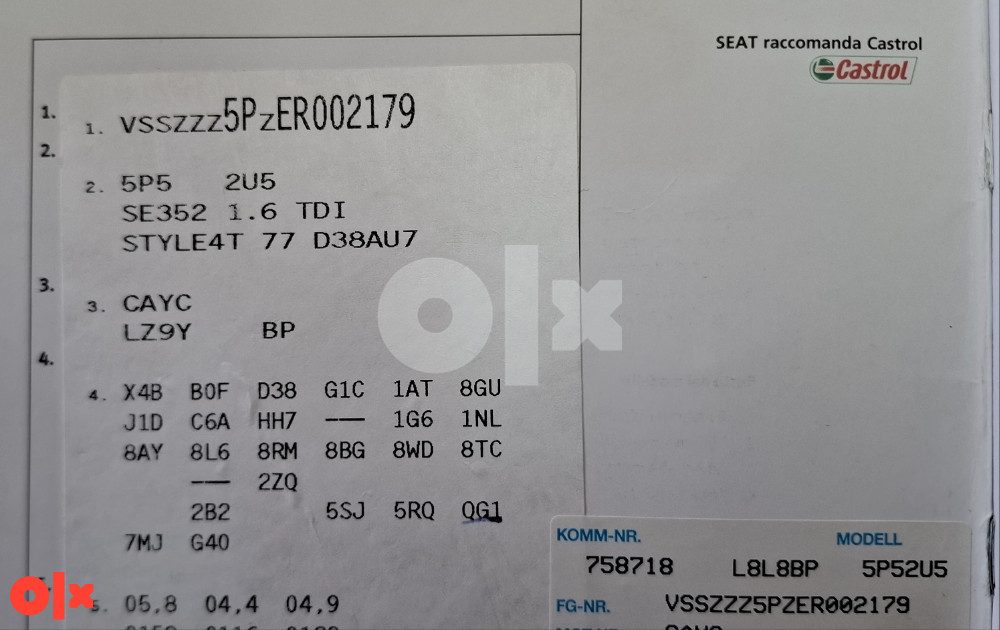 SEAT raccomanda Castrol
Castrol
1.
1. VSSZZZ5PZER002179
2.
2. 5P5 2U5
SE352 1.6 TDI
STYLE4T 77 D38AU7
3.
3. CAYC
LZ9Y BP
4.
4. X4B B0F D38 G1C 1AT 8GU
J1D C6A HH7 --- 1G6 1NL
8AY 8L6 8RM 8BG 8WD 8TC
--- 2ZQ
2B2 5SJ 5RQ QG1
7MJ G40
5. 05,8 04,4 04,9
KOMM-NR. MODELL
758718 L8L8BP 5P52U5
FG-NR. VSSZZZ5PZER002179
olx
olx